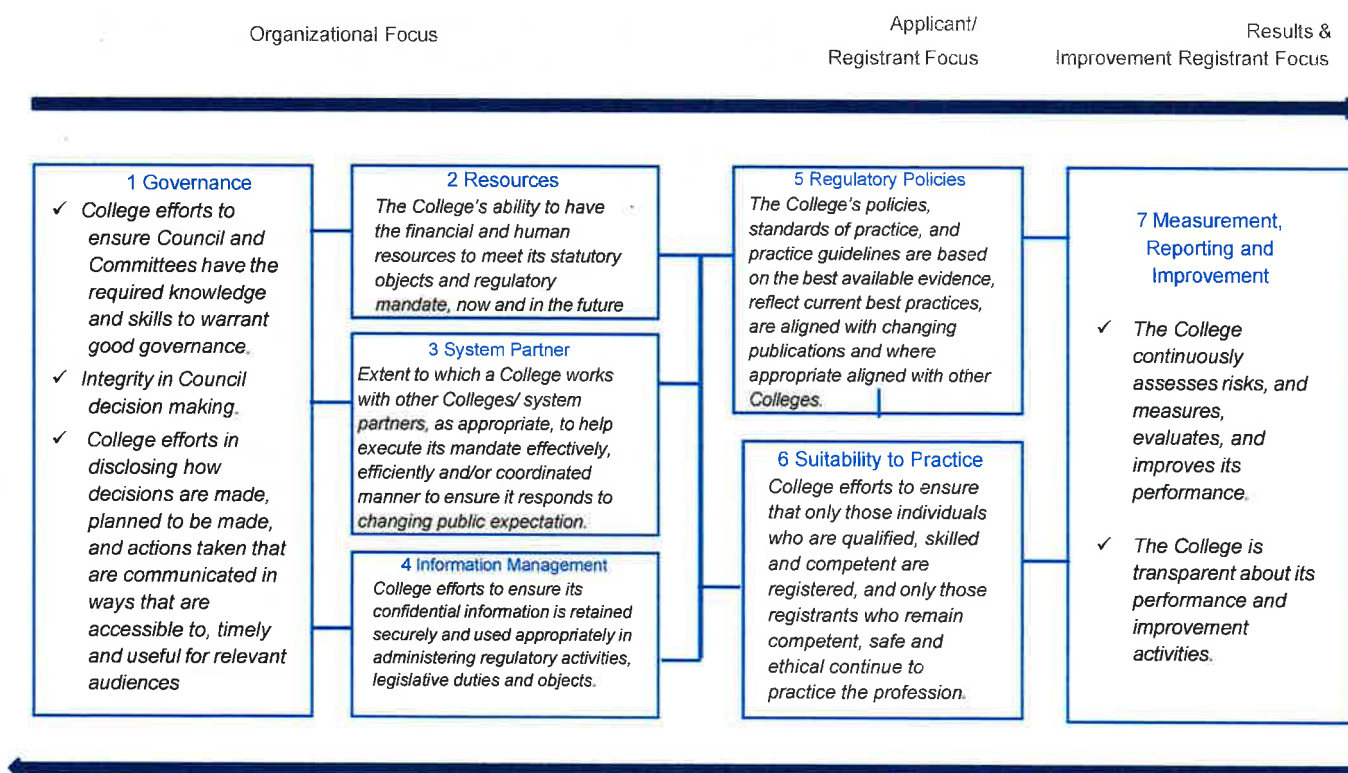 Organizational Focus
Applicant/
Registrant Focus
Results &
Improvement Registrant Focus
1 Governance
✓ College efforts to
ensure Council and
Committees have the
required knowledge
and skills to warrant
good governance.
✓ Integrity in Council
decision making.
✓ College efforts in
disclosing how
decisions are made,
planned to be made,
and actions taken that
are communicated in
ways that are
accessible to, timely
and useful for relevant
audiences
2 Resources
The College's ability to have
the financial and human
resources to meet its statutory
objects and regulatory
mandate, now and in the future
3 System Partner
Extent to which a College works
with other Colleges/ system
partners, as appropriate, to help
execute its mandate effectively,
efficiently and/or coordinated
manner to ensure it responds to
changing public expectation.
4 Information Management
College efforts to ensure its
confidential information is retained
securely and used appropriately in
administering regulatory activities,
legislative duties and objects.
5 Regulatory Policies
The College's policies,
standards of practice, and
practice guidelines are based
on the best available evidence,
reflect current best practices,
are aligned with changing
publications and where
appropriate aligned with other
Colleges.
6 Suitability to Practice
College efforts to ensure
that only those individuals
who are qualified, skilled
and competent are
registered, and only those
registrants who remain
competent, safe and
ethical continue to
practice the profession.
7 Measurement,
Reporting and
Improvement
✓ The College
continuously
assesses risks, and
measures,
evaluates, and
improves its
performance.
✓ The College is
transparent about its
performance and
improvement
activities.